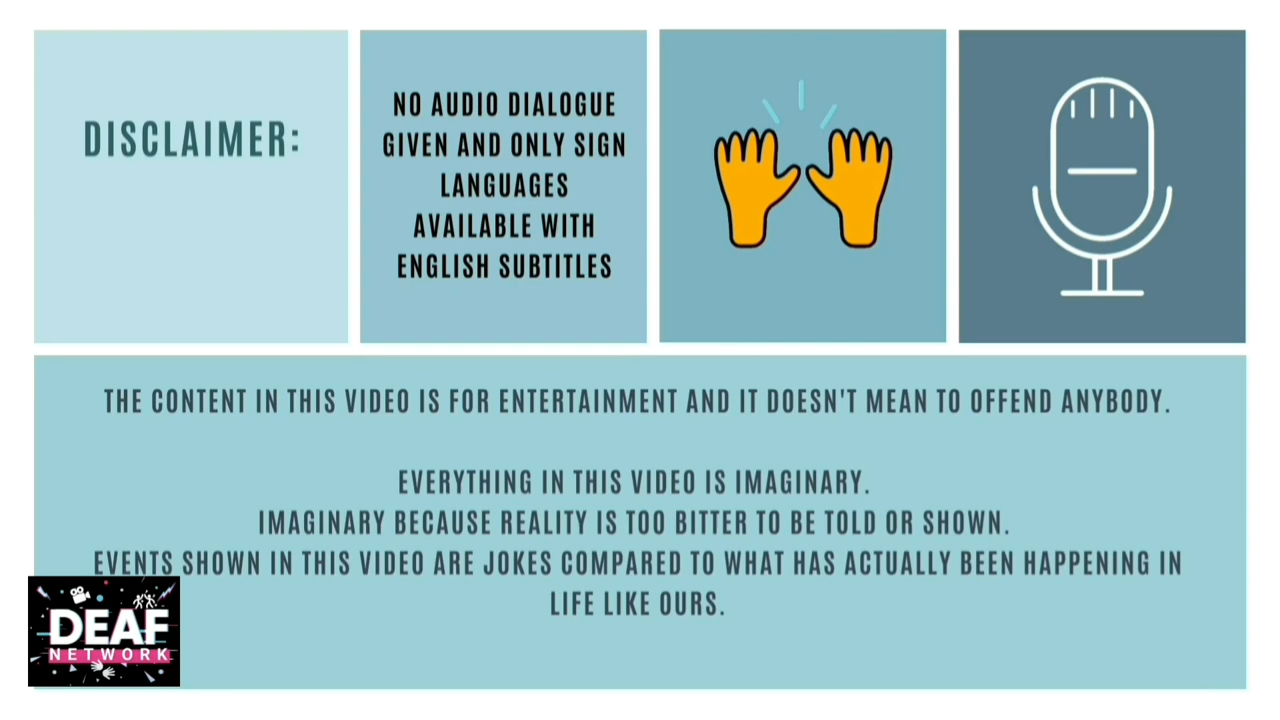 DISCLAIMER:
NO AUDIO DIALOGUE
GIVEN AND ONLY SIGN
LANGUAGES
AVAILABLE WITH
ENGLISH SUBTITLES
THE CONTENT IN THIS VIDEO IS FOR ENTERTAINMENT AND IT DOESN'T MEAN TO OFFEND ANYBODY.
EVERYTHING IN THIS VIDEO IS IMAGINARY.
IMAGINARY BECAUSE REALITY IS TOO BITTER TO BE TOLD OR SHOWN.
EVENTS SHOWN IN THIS VIDEO ARE JOKES COMPARED TO WHAT HAS ACTUALLY BEEN HAPPENING IN
LIFE LIKE OURS.
DEAF
NETWORK